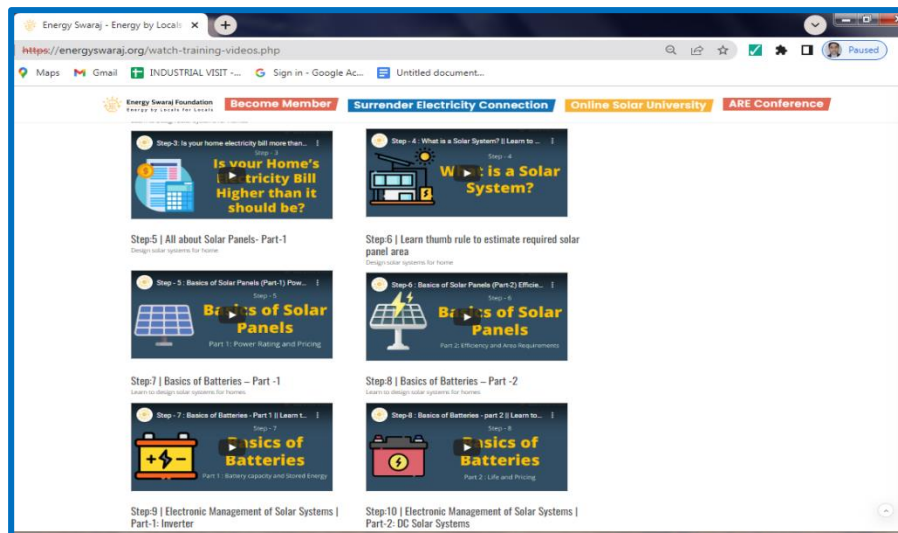 Energy Swaraj - Energy by Locals
https://energyswaraj.org/watch-training-videos.php
Paused
Maps
Gmail
INDUSTRIAL VISIT -...
Sign in - Google Ac...
Untitled document...
Energy Swaraj Foundation
Energy by Locals for Locals
Become Member
Surrender Electricity Connection
Online Solar University
ARE Conference
Step-3: Is your home electricity bill more than...
Step - 3
Is your Home's
Electricity Bill
Higher than it
should be?
Step - 4 : What is a Solar System? || Learn to ...
Step - 4
What is a Solar
System?
Step:5 | All about Solar Panels- Part-1
Design solar systems for home
Step:6 | Learn thumb rule to estimate required solar
panel area
Design solar systems for home
Step - 5 : Basics of Solar Panels (Part-1) Pow...
Step - 5
Basics of Solar
Panels
Part 1: Power Rating and Pricing
Step-6 : Basics of Solar Panels (Part-2) Efficie...
Step - 6
Basics of Solar
Panels
Part 2: Efficiency and Area Requirements
Step:7 | Basics of Batteries – Part -1
Learn to design solar systems for homes
Step:8 | Basics of Batteries – Part -2
Learn to design solar systems for homes
Step - 7 : Basics of Batteries - Part 1 || Learn t...
Step - 7
Basics of
Batteries
Part 1 : Battery capacity and Stored Energy
Step-8 : Basics of Batteries - part 2 || Learn to...
Step - 8
Basics of
Batteries
Part 2 : Life and Pricing
Step:9 | Electronic Management of Solar Systems |
Part-1: Inverter
Step:10 | Electronic Management of Solar Systems |
Part-2: DC Solar Systems